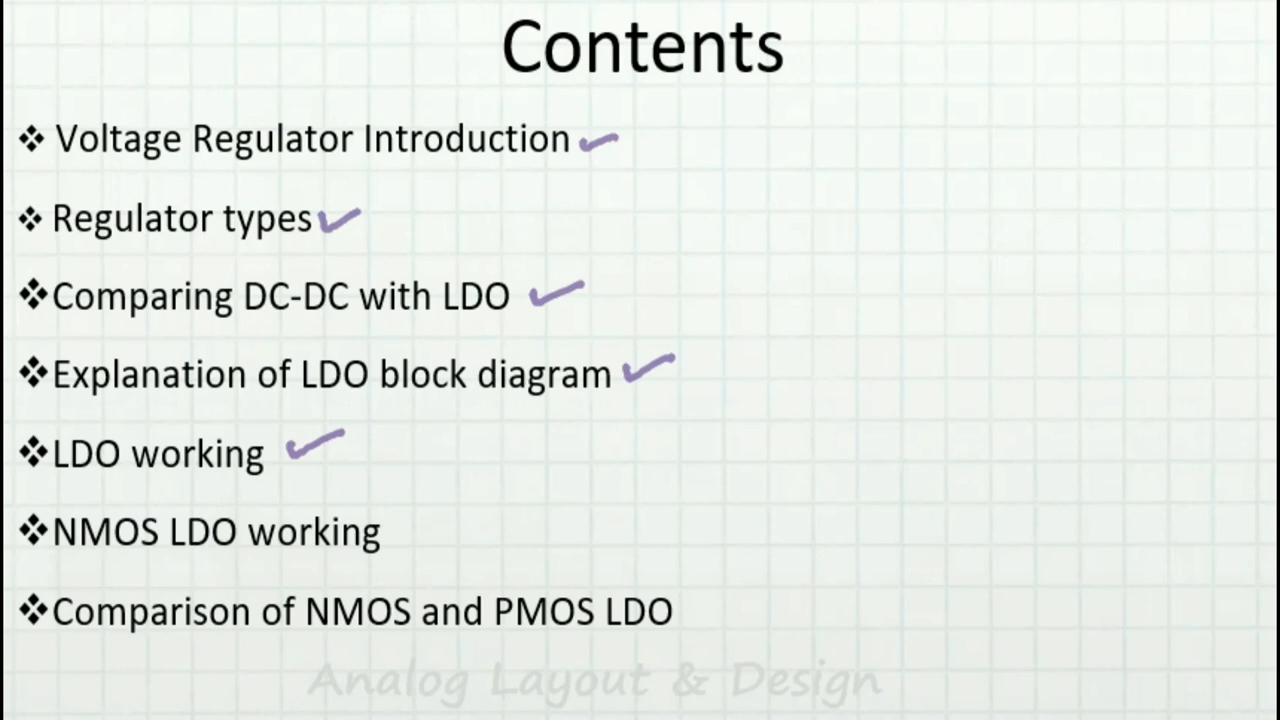 Contents
❖ Voltage Regulator Introduction ✓
❖ Regulator types ✓
❖Comparing DC-DC with LDO ✓
❖Explanation of LDO block diagram ✓
❖LDO working ✓
❖NMOS LDO working
❖Comparison of NMOS and PMOS LDO
Analog Layout & Design